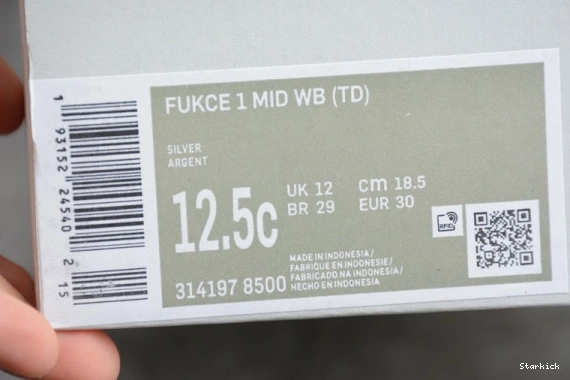 FUKCE 1 MID WB (TD)
SILVER
ARGENT
12.5c
UK 12 cm 18.5
BR 29 EUR 30
RFID
MADE IN INDONESIA/
FABRIQUE EN INDONESIE/
FABRICADO NA INDONESIA/
HECHO EN INDONESIA
314197 8500
1 93152 24540 2 15
Starkick